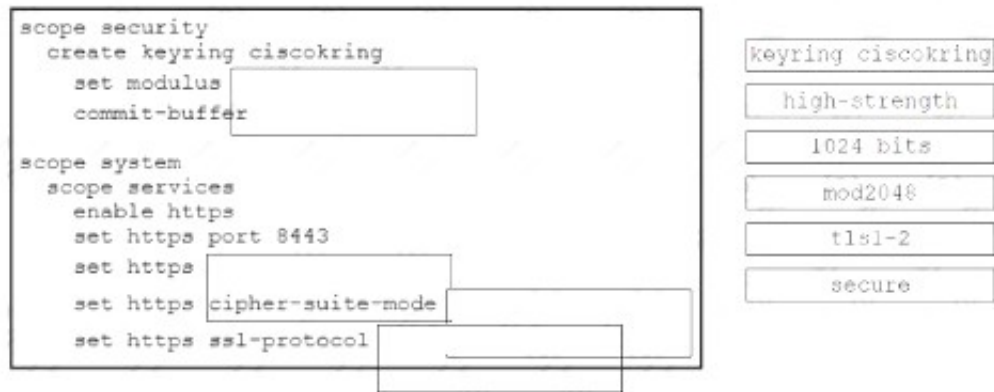 scope security
create keyring ciscokring
set modulus
commit-buffer
scope system
scope services
enable https
set https port 8443
set https
set https cipher-suite-mode
set https ssl-protocol
keyring ciscokring
high-strength
1024 bits
mod2048
tls1-2
secure